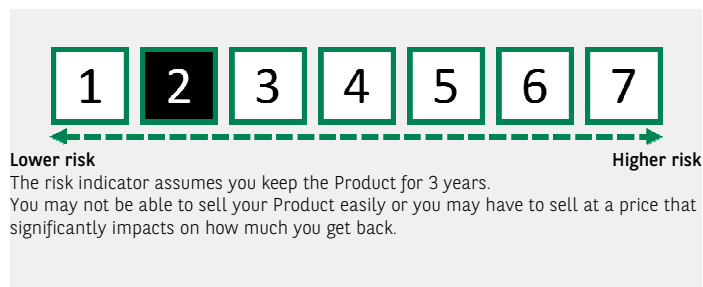 1 2 3 4 5 6 7
Lower risk Higher risk
The risk indicator assumes you keep the Product for 3 years.
You may not be able to sell your Product easily or you may have to sell at a price that
significantly impacts on how much you get back.